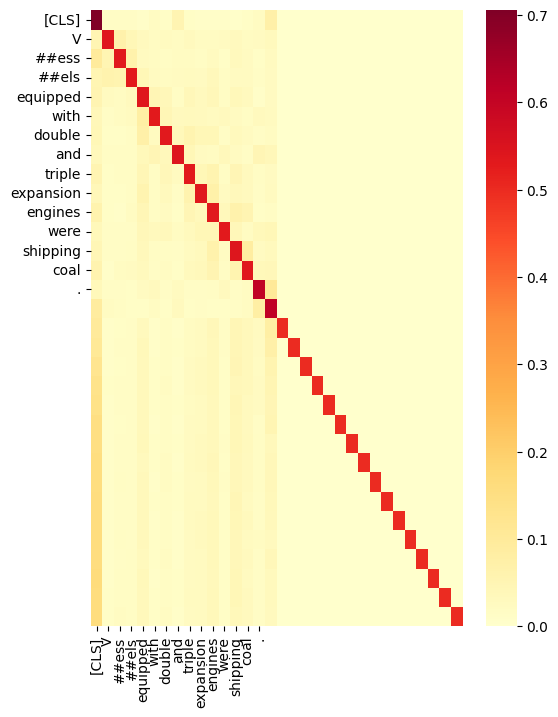 [CLS]
V
##ess
##els
equipped
with
double
and
triple
expansion
engines
were
shipping
coal
.
0.7
0.6
0.5
0.4
0.3
0.2
0.1
0.0
[CLS]
V
##ess
##els
equipped
with
double
and
triple
expansion
engines
were
shipping
coal
.